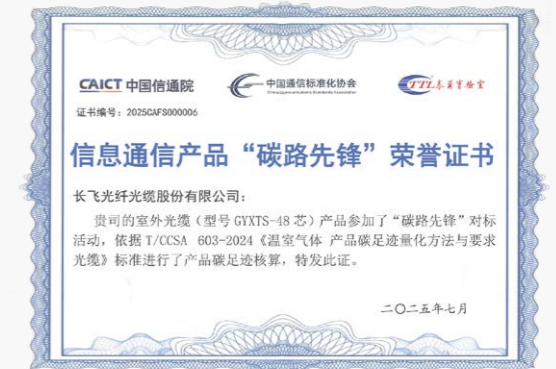 CAICT 中国信通院
中国通信标准化协会
China Communications Standards Association
TTL 泰尔实验室
证书编号：2025CAFS000006
信息通信产品“碳路先锋”荣誉证书
长飞光纤光缆股份有限公司：
贵司的室外光缆（型号 GYXTS-48 芯）产品参加了“碳路先锋”对标
活动，依据 T/CCSA 603-2024《温室气体 产品碳足迹量化方法与要求
光缆》标准进行了产品碳足迹核算，特发此证。
二〇二五年七月